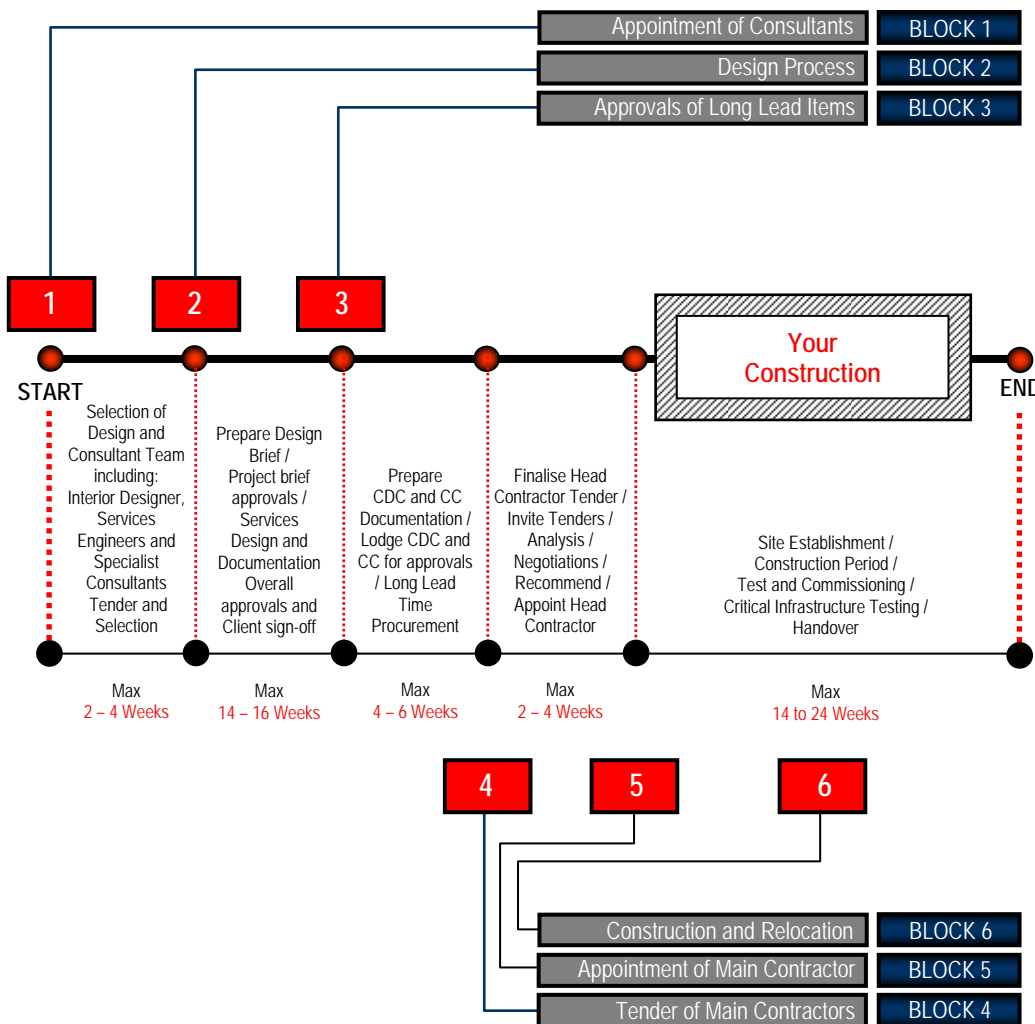 Appointment of Consultants BLOCK 1
Design Process BLOCK 2
Approvals of Long Lead Items BLOCK 3
1 2 3
Your
Construction
START
END
Selection of
Design and
Consultant Team
including:
Interior Designer,
Services
Engineers and
Specialist
Consultants
Tender and
Selection
Prepare Design
Brief /
Project brief
approvals /
Services
Design and
Documentation
Overall
approvals and
Client sign-off
Prepare
CDC and CC
Documentation /
Lodge CDC and
CC for approvals
/ Long Lead
Time
Procurement
Finalise Head
Contractor Tender /
Invite Tenders /
Analysis /
Negotiations /
Recommend /
Appoint Head
Contractor
Site Establishment /
Construction Period /
Test and Commissioning /
Critical Infrastructure Testing /
Handover
Max
2 – 4 Weeks
Max
14 – 16 Weeks
Max
4 – 6 Weeks
Max
2 – 4 Weeks
Max
14 to 24 Weeks
4 5 6
Construction and Relocation BLOCK 6
Appointment of Main Contractor BLOCK 5
Tender of Main Contractors BLOCK 4